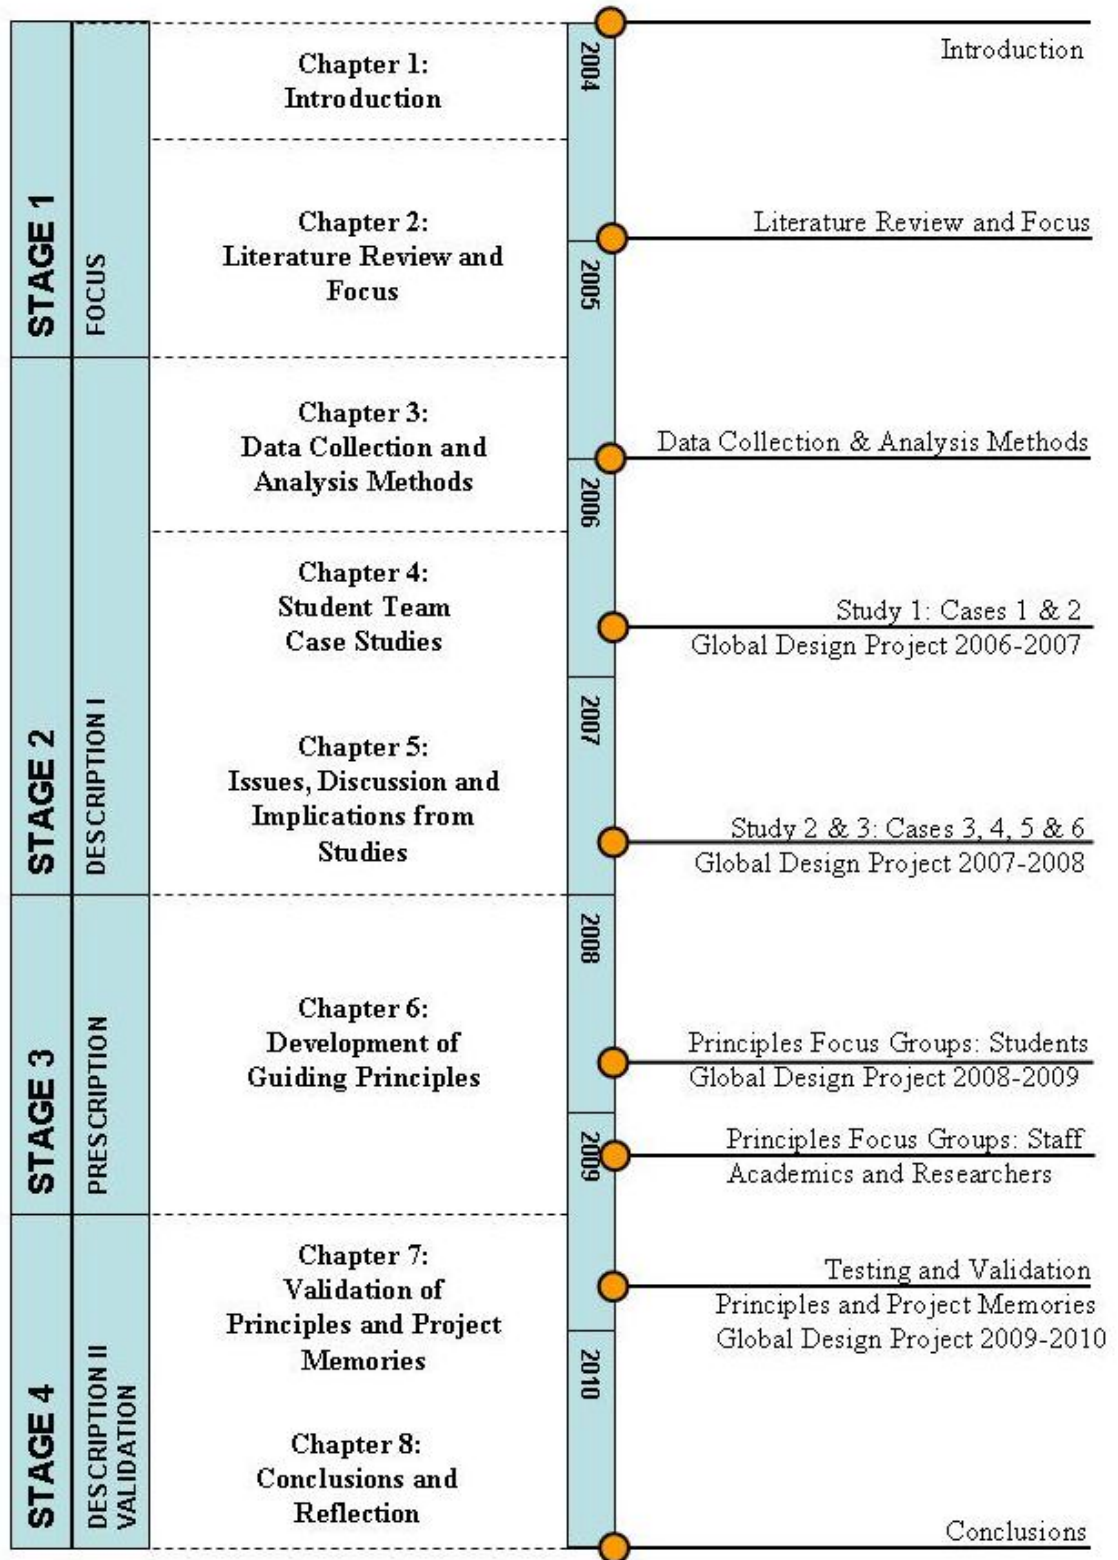 STAGE 1
FOCUS
Chapter 1:
Introduction
Chapter 2:
Literature Review and
Focus
STAGE 2
DESCRIPTION I
Chapter 3:
Data Collection and
Analysis Methods
Chapter 4:
Student Team
Case Studies
Chapter 5:
Issues, Discussion and
Implications from
Studies
STAGE 3
PRESCRIPTION
Chapter 6:
Development of
Guiding Principles
STAGE 4
DESCRIPTION II
VALIDATION
Chapter 7:
Validation of
Principles and Project
Memories
Chapter 8:
Conclusions and
Reflection
2004
2005
2006
2007
2008
2009
2010
Introduction
Literature Review and Focus
Data Collection & Analysis Methods
Study 1: Cases 1 & 2
Global Design Project 2006-2007
Study 2 & 3: Cases 3, 4, 5 & 6
Global Design Project 2007-2008
Principles Focus Groups: Students
Global Design Project 2008-2009
Principles Focus Groups: Staff
Academics and Researchers
Testing and Validation
Principles and Project Memories
Global Design Project 2009-2010
Conclusions